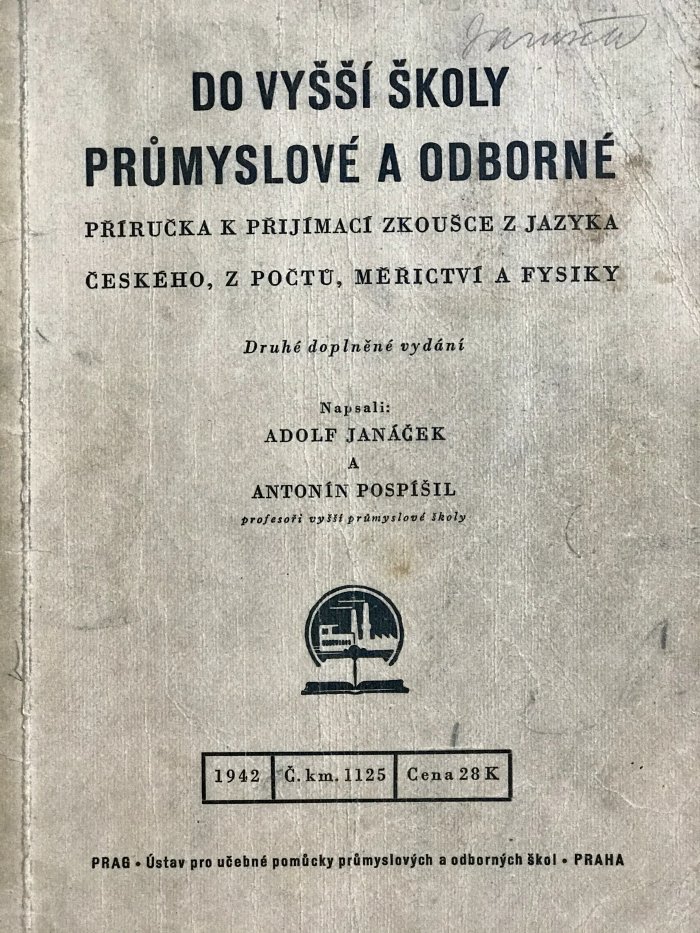 DO VYŠŠÍ ŠKOLY
PRŮMYSLOVÉ A ODBORNÉ
PŘÍRUČKA K PŘIJÍMACÍ ZKOUŠCE Z JAZYKA
ČESKÉHO, Z POČTŮ, MĚŘICTVÍ A FYSIKY
Druhé doplněné vydání
Napsali:
ADOLF JANÁČEK
A
ANTONÍN POSPÍŠIL
profesoři vyšší průmyslové školy
1942 Č. km. 1125 Cena 28 K
PRAG • Ústav pro učebné pomůcky průmyslových a odborných škol • PRAHA